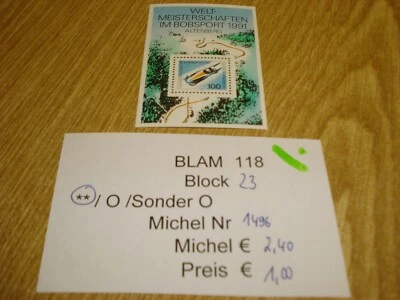 WELT-
MEISTERSCHAFTEN
IM BOBSPORT 1991
ALTENBERG
100
BLAM 118
Block 23
**/ O /Sonder O
Michel Nr 1496
Michel € 2,40
Preis € 1,00